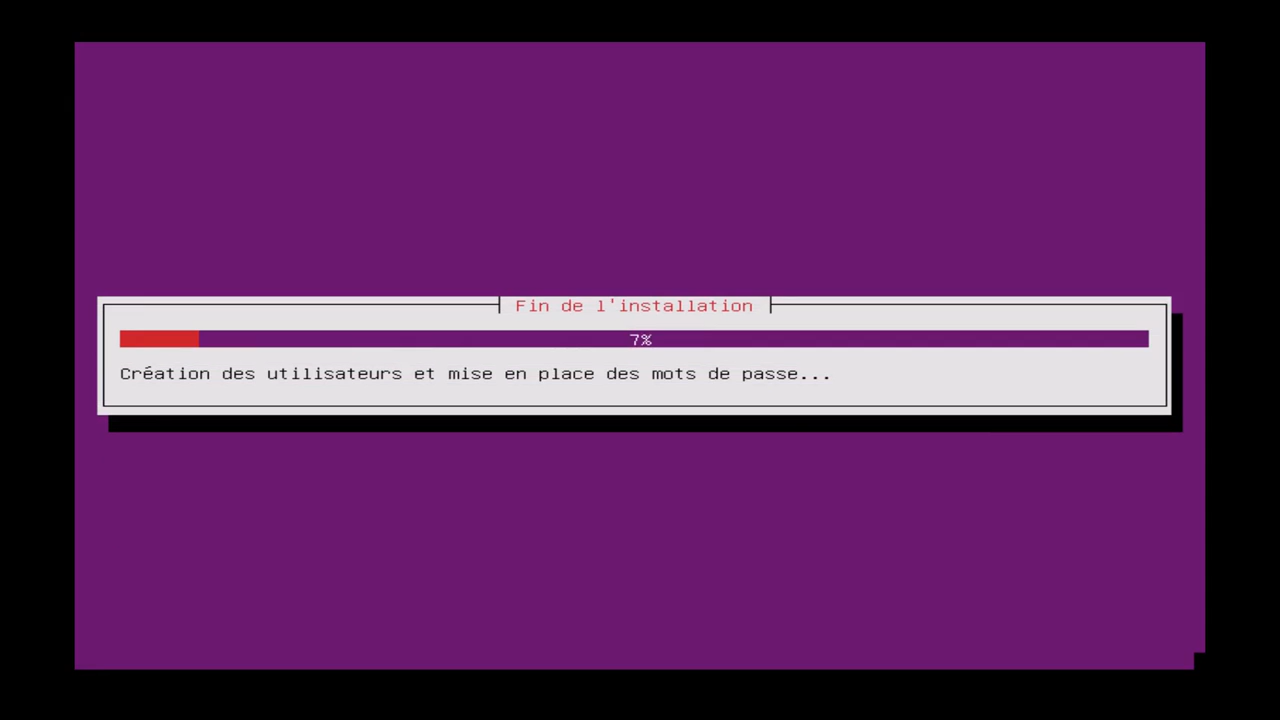 Fin de l'installation
7%
Création des utilisateurs et mise en place des mots de passe...